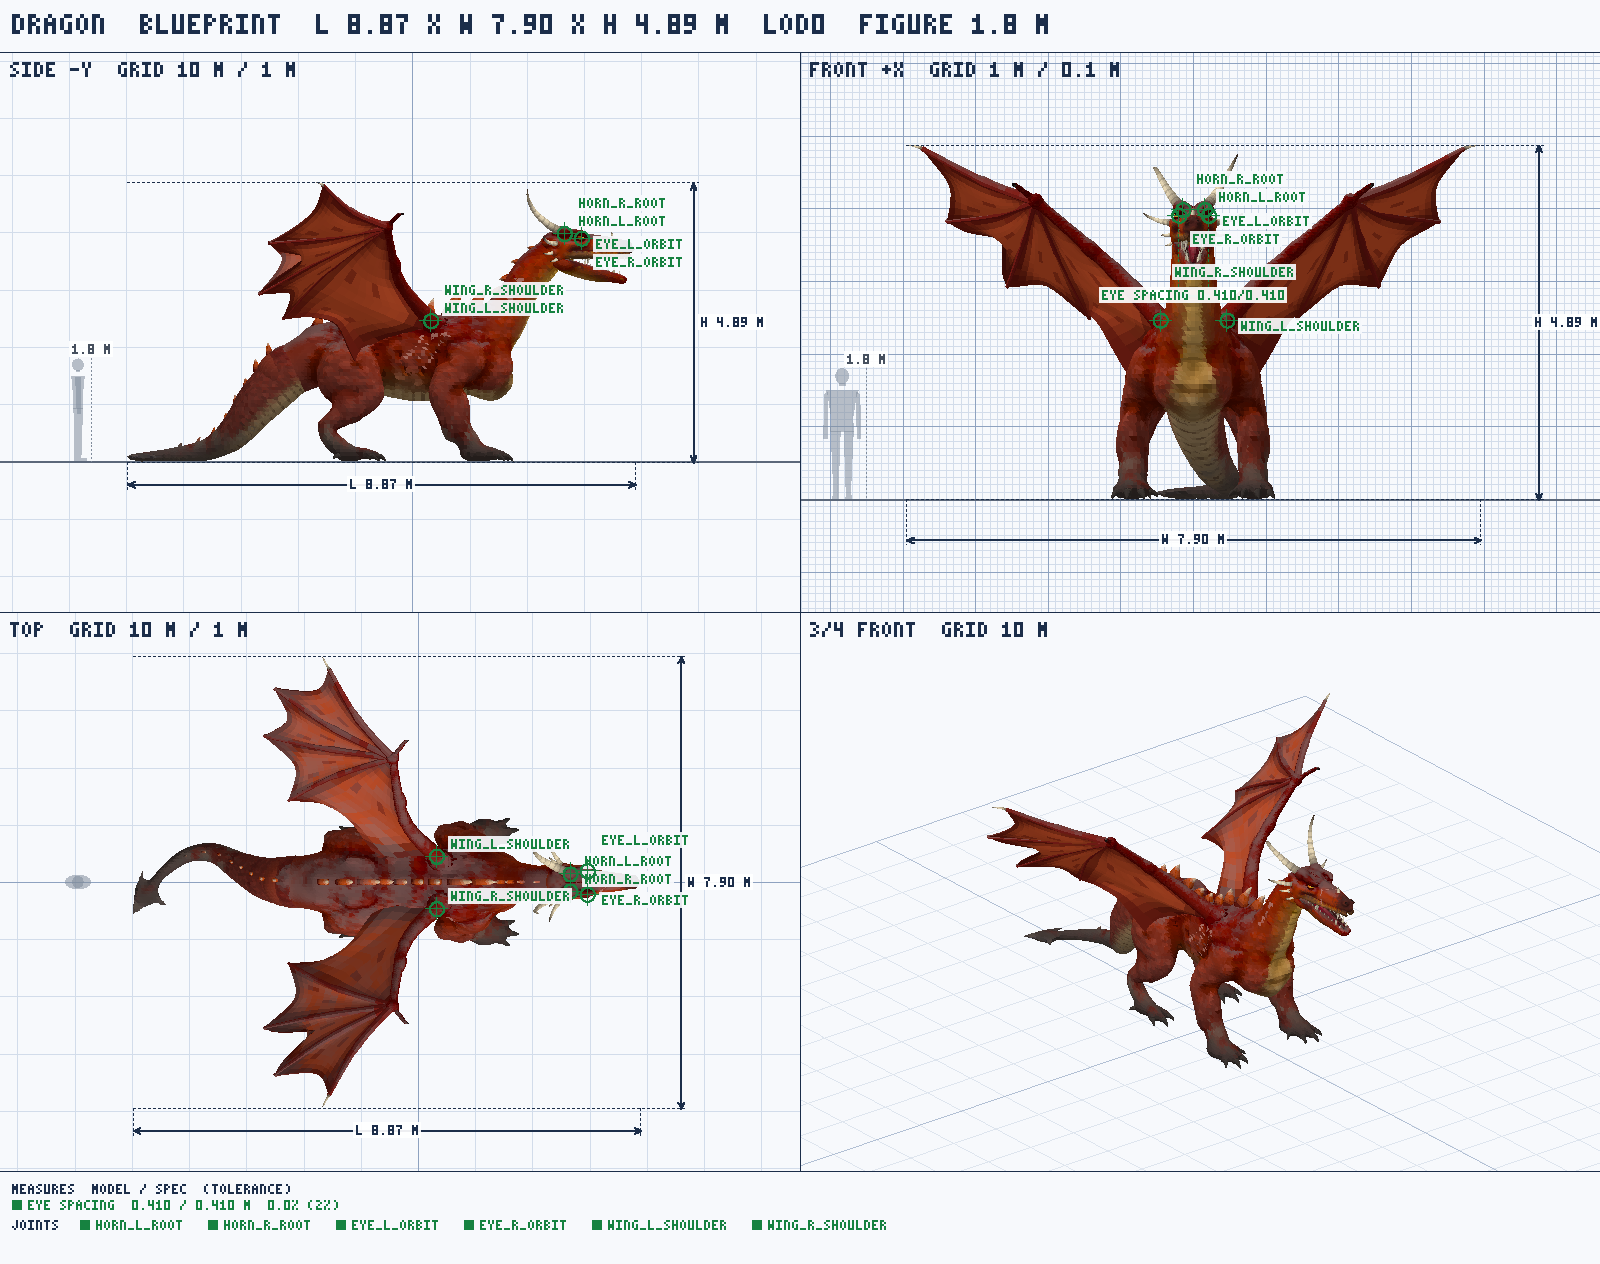 DRAGON BLUEPRINT L 8.87 X W 7.90 X H 4.89 M LOD0 FIGURE 1.8 M
SIDE -Y GRID 10 M / 1 M
HORN_R_ROOT
HORN_L_ROOT
EYE_L_ORBIT
EYE_R_ORBIT
WING_R_SHOULDER
WING_L_SHOULDER
H 4.89 M
1.8 M
L 8.87 M
FRONT +X GRID 1 M / 0.1 M
HORN_R_ROOT
HORN_L_ROOT
EYE_L_ORBIT
EYE_R_ORBIT
WING_R_SHOULDER
EYE SPACING 0.410/0.410
WING_L_SHOULDER
H 4.89 M
1.8 M
W 7.90 M
TOP GRID 10 M / 1 M
EYE_L_ORBIT
WING_L_SHOULDER
HORN_L_ROOT
HORN_R_ROOT
W 7.90 M
WING_R_SHOULDER
EYE_R_ORBIT
L 8.87 M
3/4 FRONT GRID 10 M
MEASURES MODEL / SPEC (TOLERANCE)
EYE SPACING 0.410 / 0.410 M 0.0% (2%)
JOINTS HORN_L_ROOT HORN_R_ROOT EYE_L_ORBIT EYE_R_ORBIT WING_L_SHOULDER WING_R_SHOULDER